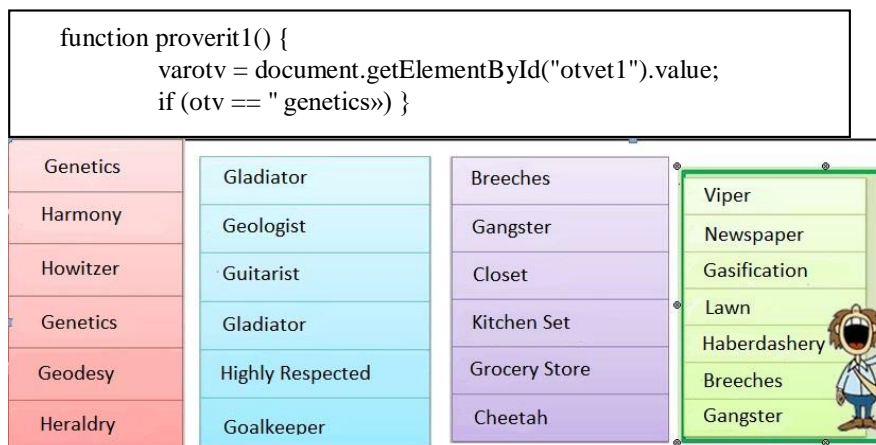 function proverit1() {
varotv = document.getElementById("otvet1").value;
if (otv == " genetics») }
Genetics
Harmony
Howitzer
Genetics
Geodesy
Heraldry
Gladiator
Geologist
Guitarist
Gladiator
Highly Respected
Goalkeeper
Breeches
Gangster
Closet
Kitchen Set
Grocery Store
Cheetah
Viper
Newspaper
Gasification
Lawn
Haberdashery
Breeches
Gangster